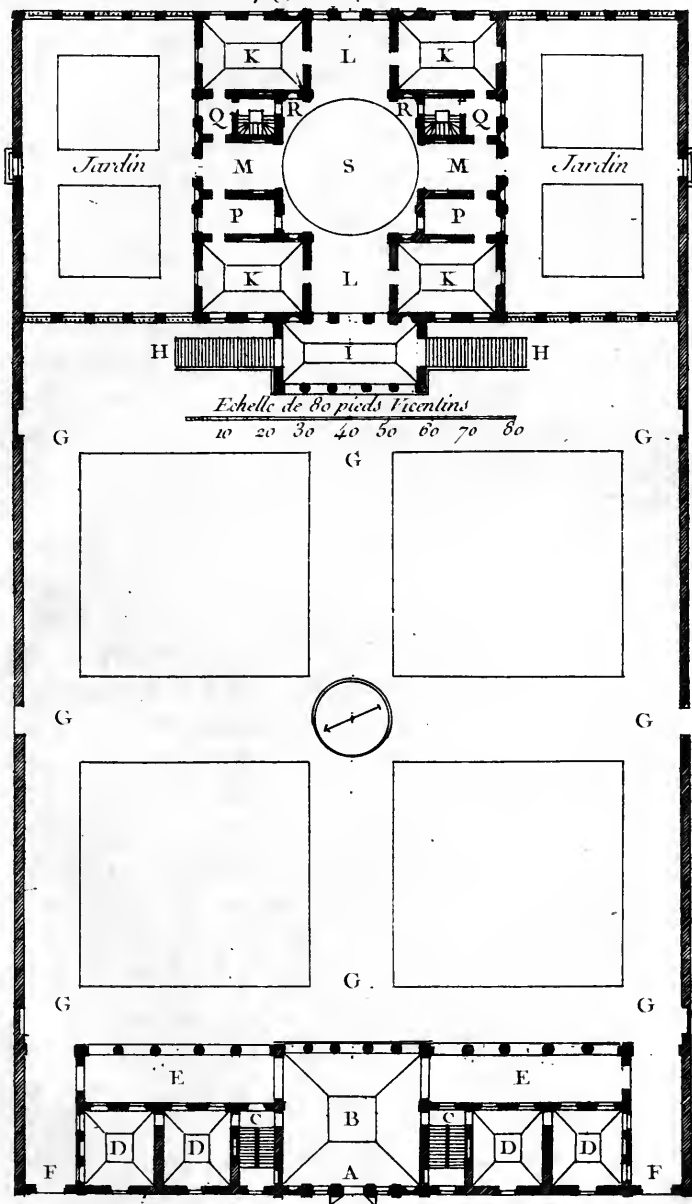 K L K
Q R R Q
Jardin M S M Jardin
P P
K L K
H I H
Echelle de 80 pieds Vicentins
10 20 30 40 50 60 70 80
G G
G
G G
G
G G
E E
C B C
D D D D
F A F